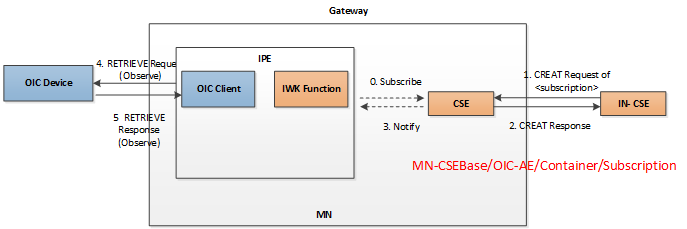 Gateway
4. RETRIEVE Reque
(Observe)
IPE
OIC Device
OIC Client
IWK Function
0. Subscribe
1. CREAT Request of
<subscription>
CSE
IN- CSE
5 RETRIEVE
Response
(Observe)
3. Notify
2. CREAT Response
MN-CSEBase/OIC-AE/Container/Subscription
MN